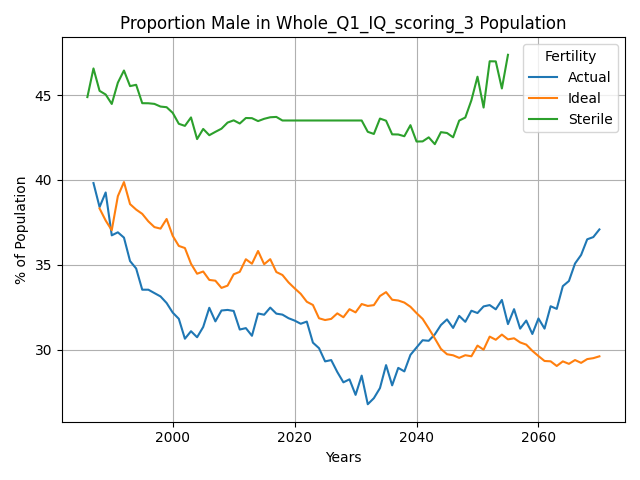 Proportion Male in Whole_Q1_IQ_scoring_3 Population
% of Population
45
40
35
30
Fertility
Actual
Ideal
Sterile
2000
2020
2040
2060
Years